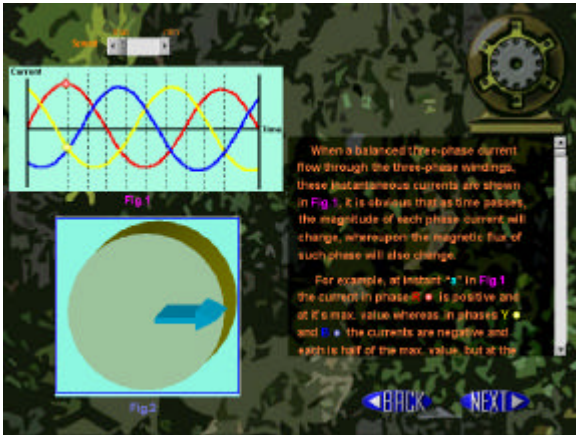 Speed
Current
Time
Fig.1
When a balanced three-phase current
flow through the three-phase windings,
these instantaneous currents are shown
in Fig.1, it is obvious that as time passes,
the magnitude of each phase current will
change, whereupon the magnetic flux of
such phase will also change.
For example, at instant "a" in Fig.1
the current in phase R is positive and
at it's max. value whereas, in phases Y
and B the currents are negative and
each is half of the max. value, but at the
Fig.2
BACK
NEXT